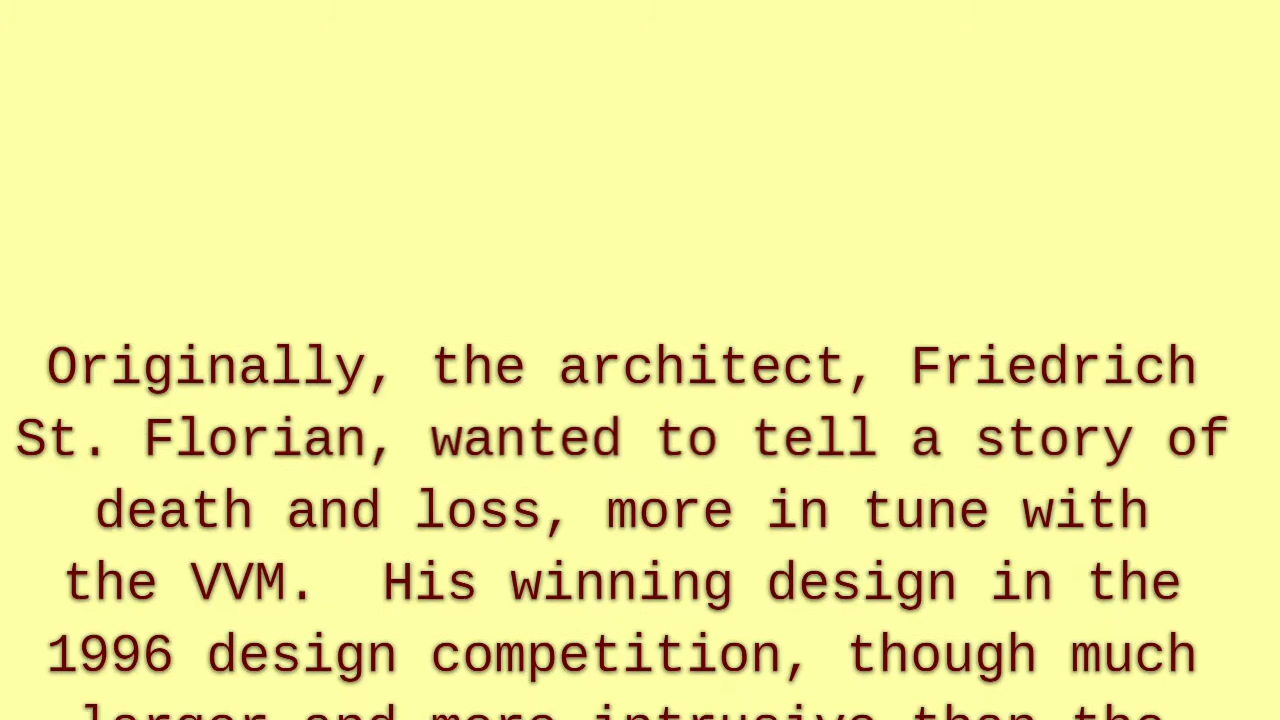 Originally, the architect, Friedrich
St. Florian, wanted to tell a story of
death and loss, more in tune with
the VVM.  His winning design in the
1996 design competition, though much
larger and more intrusive than the